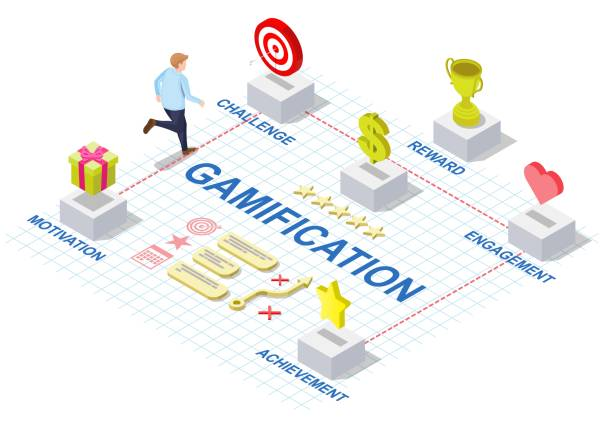 CHALLENGE
REWARD
GAMIFICATION
MOTIVATION
ENGAGEMENT
ACHIEVEMENT